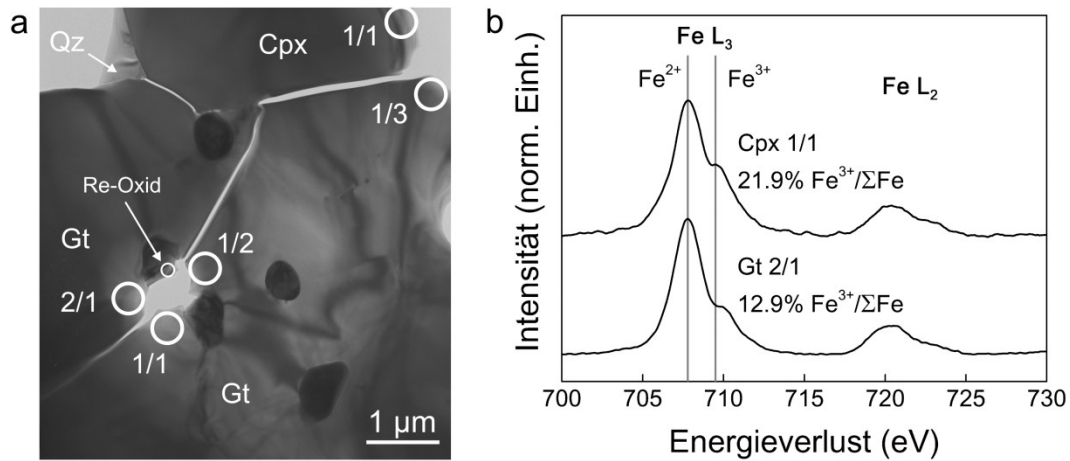 a
Qz
Cpx
1/1
1/3
Re-Oxid
Gt
1/2
2/1
1/1
Gt
1 µm
b
Fe L₃
Fe²⁺
Fe³⁺
Fe L₂
Cpx 1/1
21.9% Fe³⁺/ΣFe
Gt 2/1
12.9% Fe³⁺/ΣFe
Intensität (norm. Einh.)
700 705 710 715 720 725 730
Energieverlust (eV)